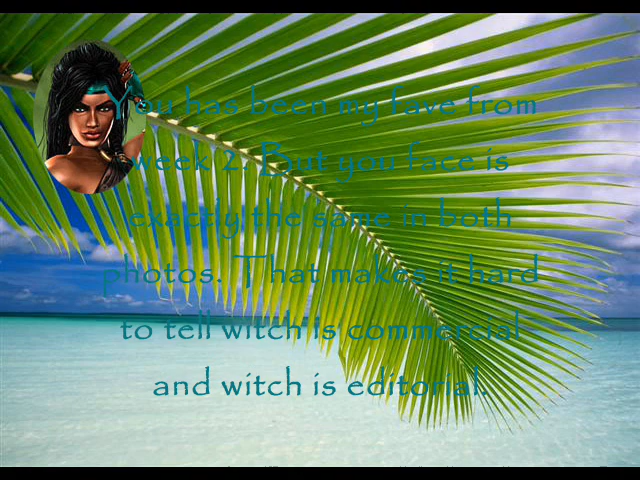 You has been my fave from
week 2. But you face is
exactly the same in both
photos. That makes it hard
to tell witch is commercial
and witch is editorial.